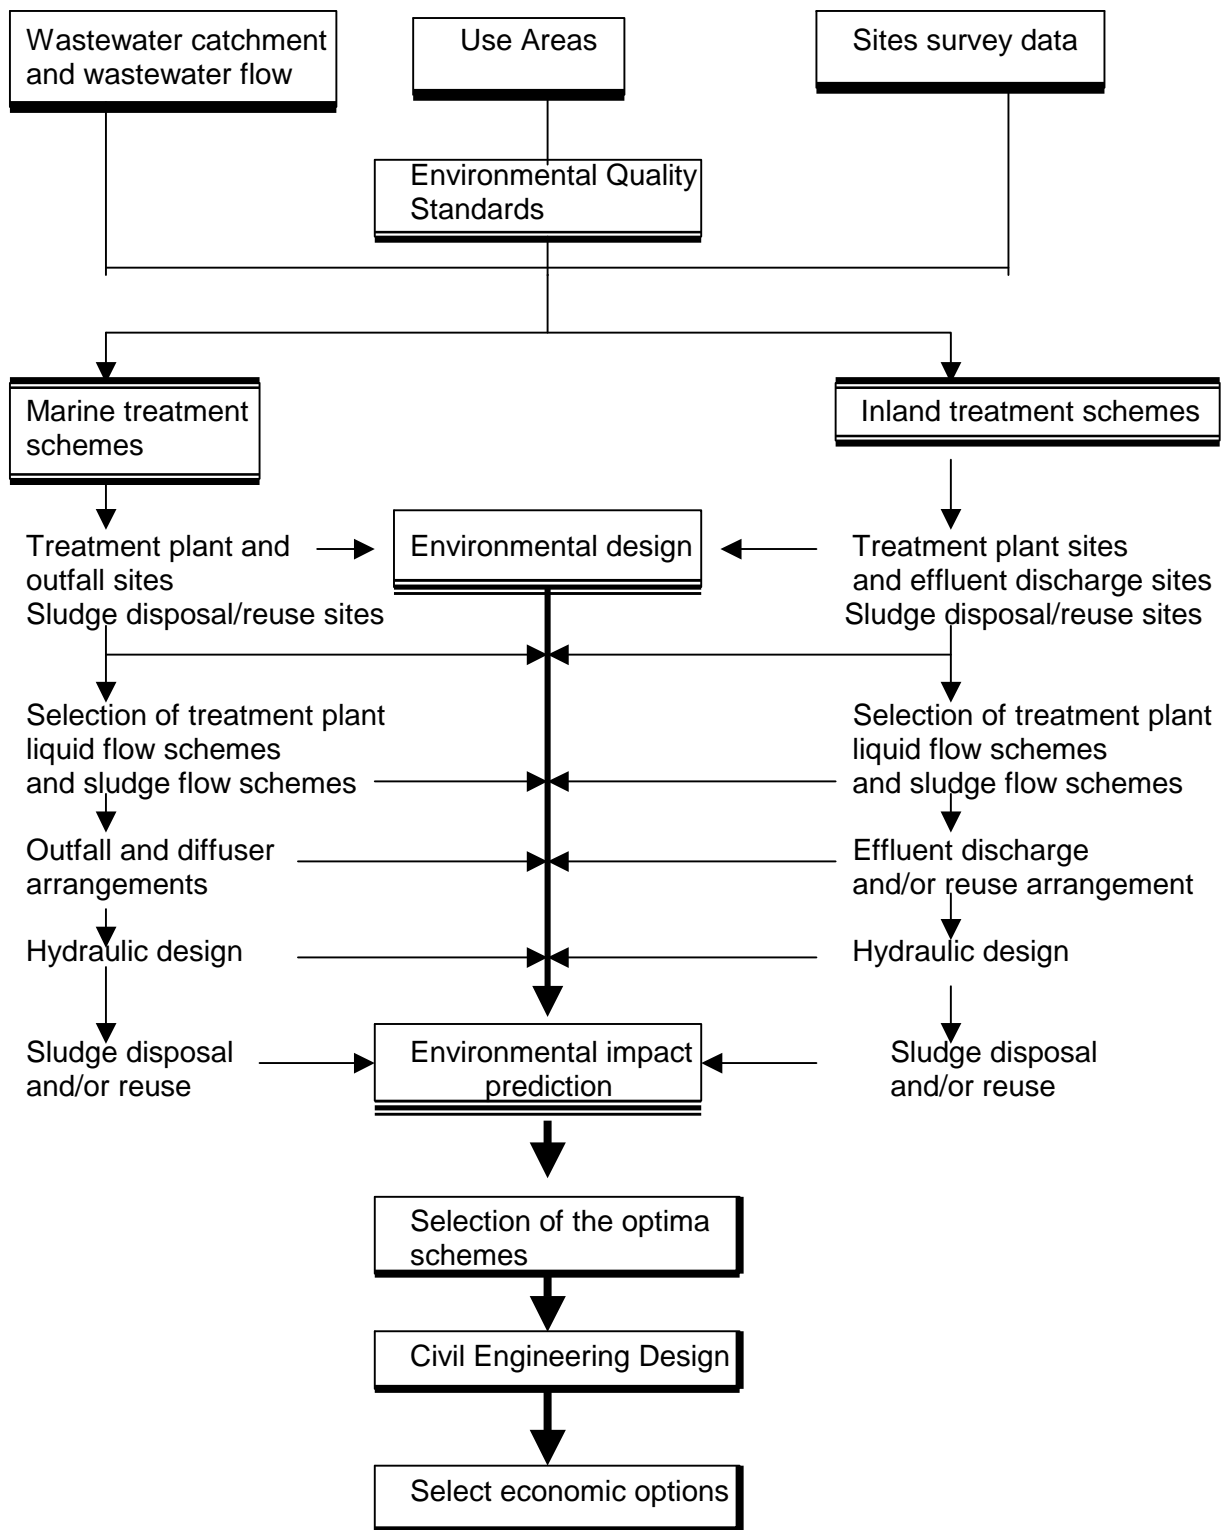 Wastewater catchment
and wastewater flow
Use Areas
Sites survey data
Environmental Quality
Standards
Marine treatment
schemes
Inland treatment schemes
Treatment plant and
outfall sites
Sludge disposal/reuse sites
Environmental design
Treatment plant sites
and effluent discharge sites
Sludge disposal/reuse sites
Selection of treatment plant
liquid flow schemes
and sludge flow schemes
Selection of treatment plant
liquid flow schemes
and sludge flow schemes
Outfall and diffuser
arrangements
Effluent discharge
and/or reuse arrangement
Hydraulic design
Hydraulic design
Sludge disposal
and/or reuse
Environmental impact
prediction
Sludge disposal
and/or reuse
Selection of the optima
schemes
Civil Engineering Design
Select economic options